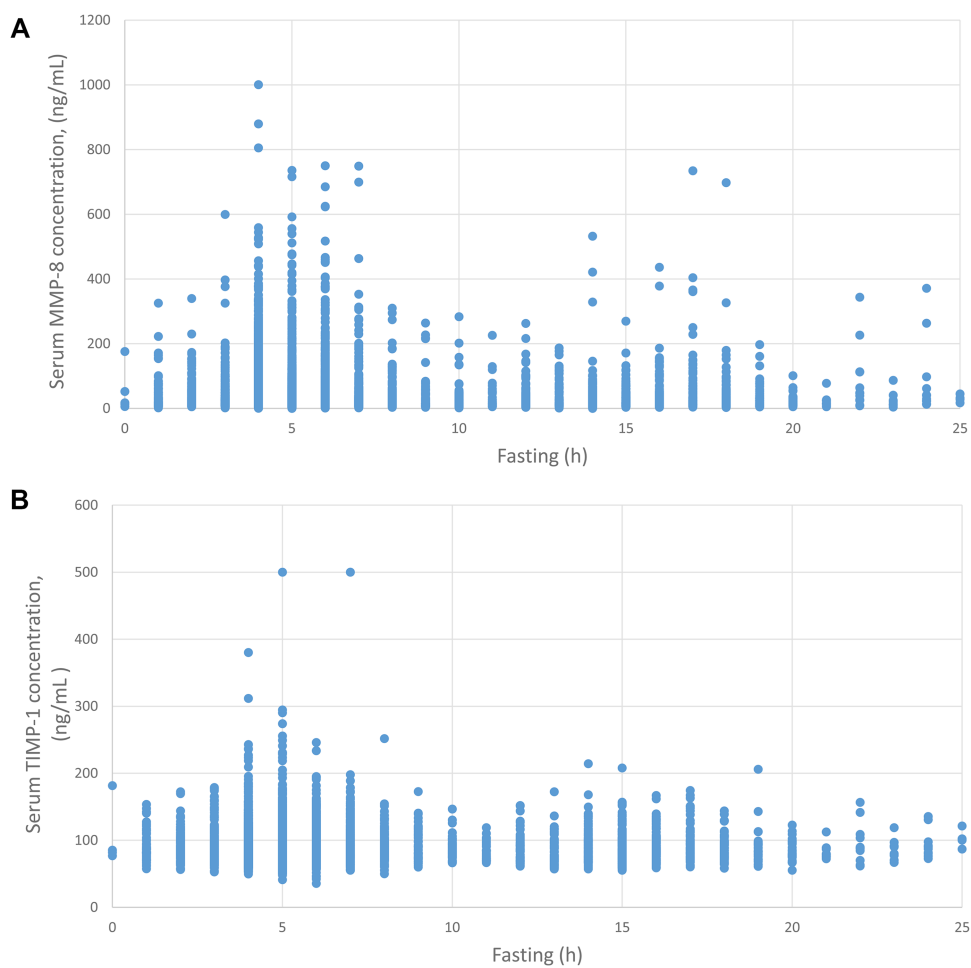 A
Serum MMP-8 concentration, (ng/mL)
1200
1000
800
600
400
200
0
0 5 10 15 20 25
Fasting (h)
B
Serum TIMP-1 concentration,
(ng/mL )
600
500
400
300
200
100
0
0 5 10 15 20 25
Fasting (h)